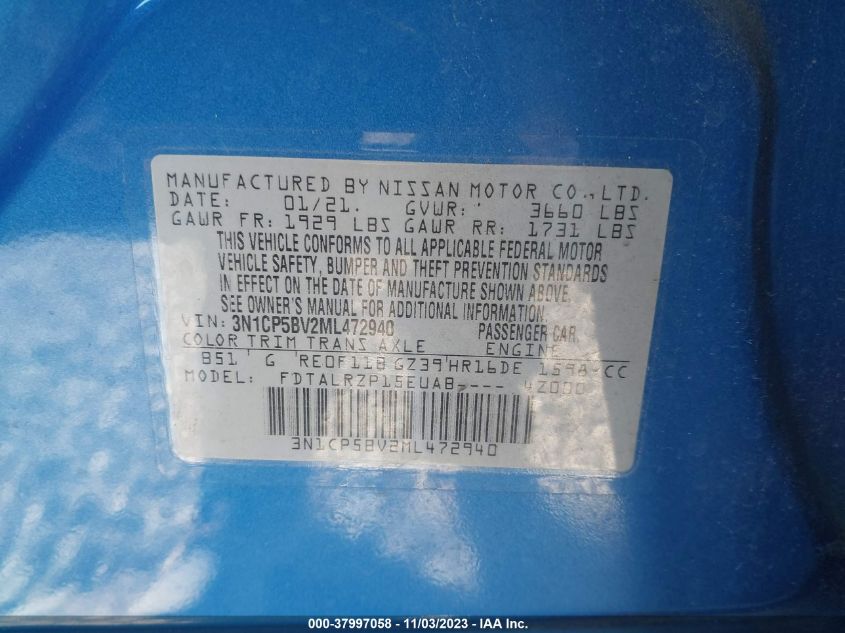 MANUFACTURED BY NISSAN MOTOR CO., LTD.
DATE: 01/21. GVWR: 3660 LBS
GAWR FR: 1929 LBS GAWR RR: 1731 LBS
THIS VEHICLE CONFORMS TO ALL APPLICABLE FEDERAL MOTOR
VEHICLE SAFETY, BUMPER AND THEFT PREVENTION STANDARDS
IN EFFECT ON THE DATE OF MANUFACTURE SHOWN ABOVE.
SEE OWNER'S MANUAL FOR ADDITIONAL INFORMATION.
VIN: 3N1CP5BV2ML472940 PASSENGER CAR.
COLOR TRIM TRANS AXLE ENGINE
B51 G RE0F11B GZ39 HR16DE 1598-CC
MODEL: FDTALRZP15EUAB---- 4Z000
3N1CP5BV2ML472940
000-37997058 - 11/03/2023 - IAA Inc.